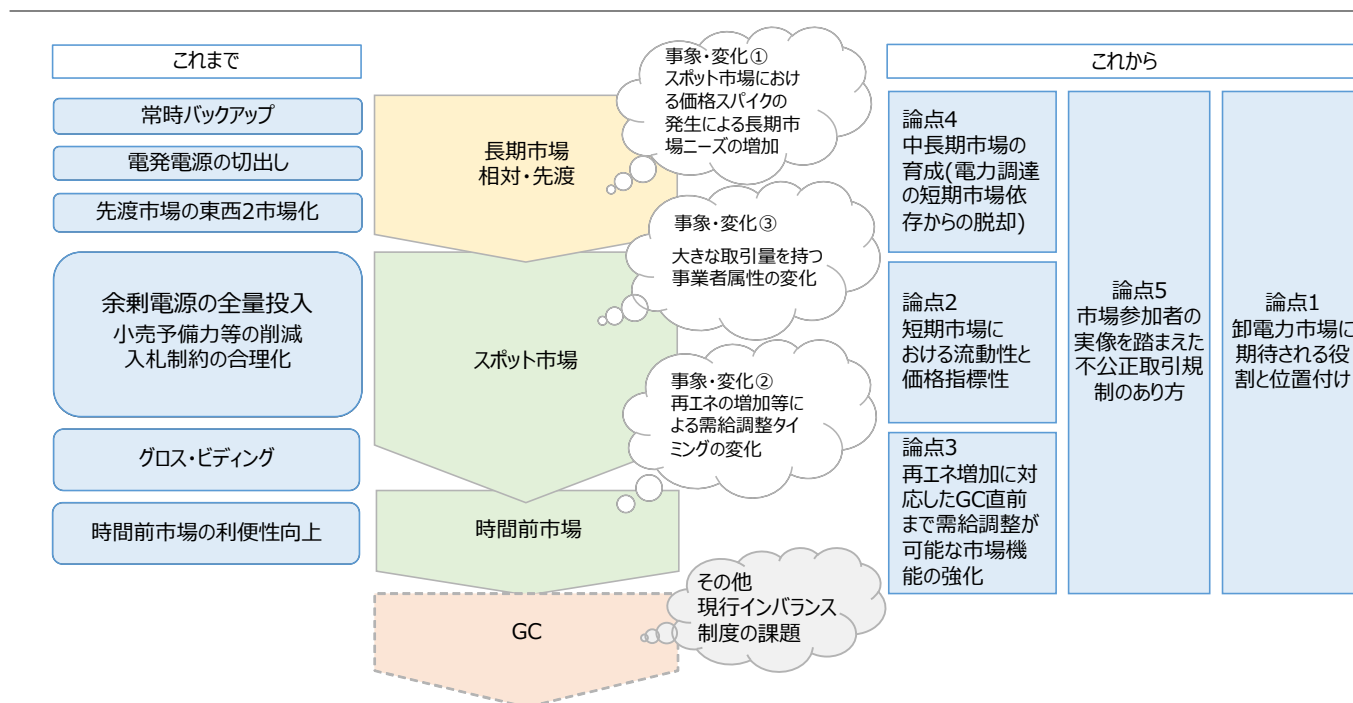 これまで
常時バックアップ
電発電源の切出し
先渡市場の東西2市場化
余剰電源の全量投入
小売予備力等の削減
入札制約の合理化
グロス・ビディング
時間前市場の利便性向上
長期市場
相対・先渡
スポット市場
時間前市場
GC
事象・変化①
スポット市場におけ
る価格スパイクの
発生による長期市
場ニーズの増加
事象・変化③
大きな取引量を持つ
事業者属性の変化
事象・変化②
再エネの増加等に
よる需給調整タイ
ミングの変化
その他
現行インバランス
制度の課題
これから
論点4
中長期市場の
育成(電力調達
の短期市場依
存からの脱却)
論点2
短期市場に
おける流動性と
価格指標性
論点3
再エネ増加に対
応したGC直前
まで需給調整が
可能な市場機
能の強化
論点5
市場参加者の
実像を踏まえた
不公正取引規
制のあり方
論点1
卸電力市場に
期待される役
割と位置付け